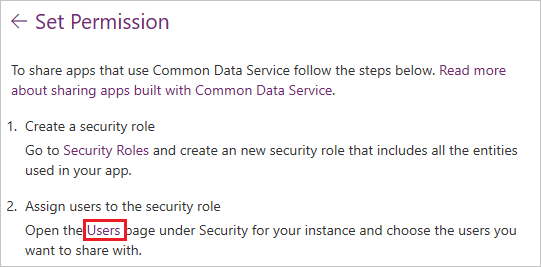 ← Set Permission
To share apps that use Common Data Service follow the steps below. Read more
about sharing apps built with Common Data Service.
1. Create a security role
Go to Security Roles and create an new security role that includes all the entities
used in your app.
2. Assign users to the security role
Open the Users page under Security for your instance and choose the users you
want to share with.